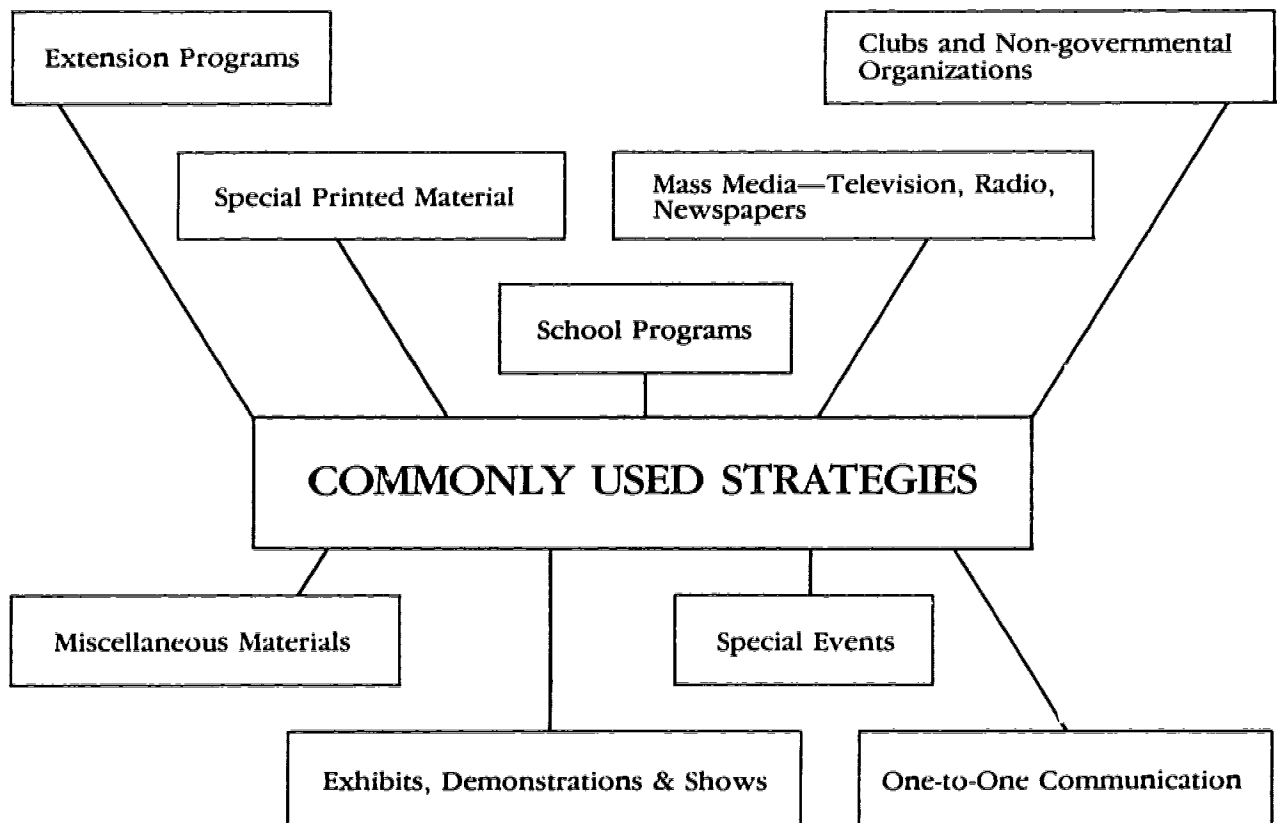 Extension Programs
Clubs and Non-governmental
Organizations
Special Printed Material
Mass Media—Television, Radio,
Newspapers
School Programs
COMMONLY USED STRATEGIES
Miscellaneous Materials
Special Events
Exhibits, Demonstrations & Shows
One-to-One Communication